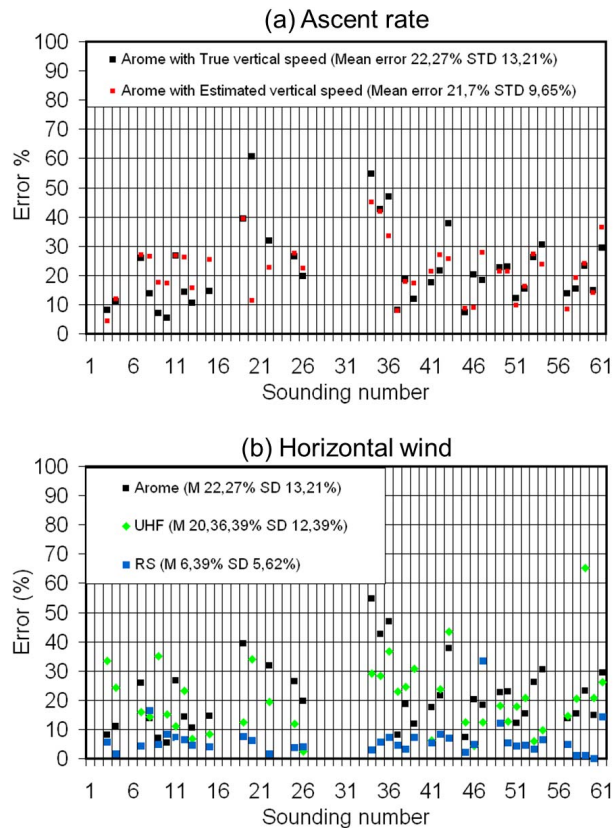 (a) Ascent rate
100
90
80
70
60
50
40
30
20
10
0
Error %
Arome with True vertical speed (Mean error 22,27% STD 13,21%)
Arome with Estimated vertical speed (Mean error 21,7% STD 9,65%)
1 6 11 16 21 26 31 36 41 46 51 56 61
Sounding number
(b) Horizontal wind
100
90
80
70
60
50
40
30
20
10
0
Error (%)
Arome (M 22,27% SD 13,21%)
UHF (M 20,36,39% SD 12,39%)
RS (M 6,39% SD 5,62%)
1 6 11 16 21 26 31 36 41 46 51 56 61
Sounding number